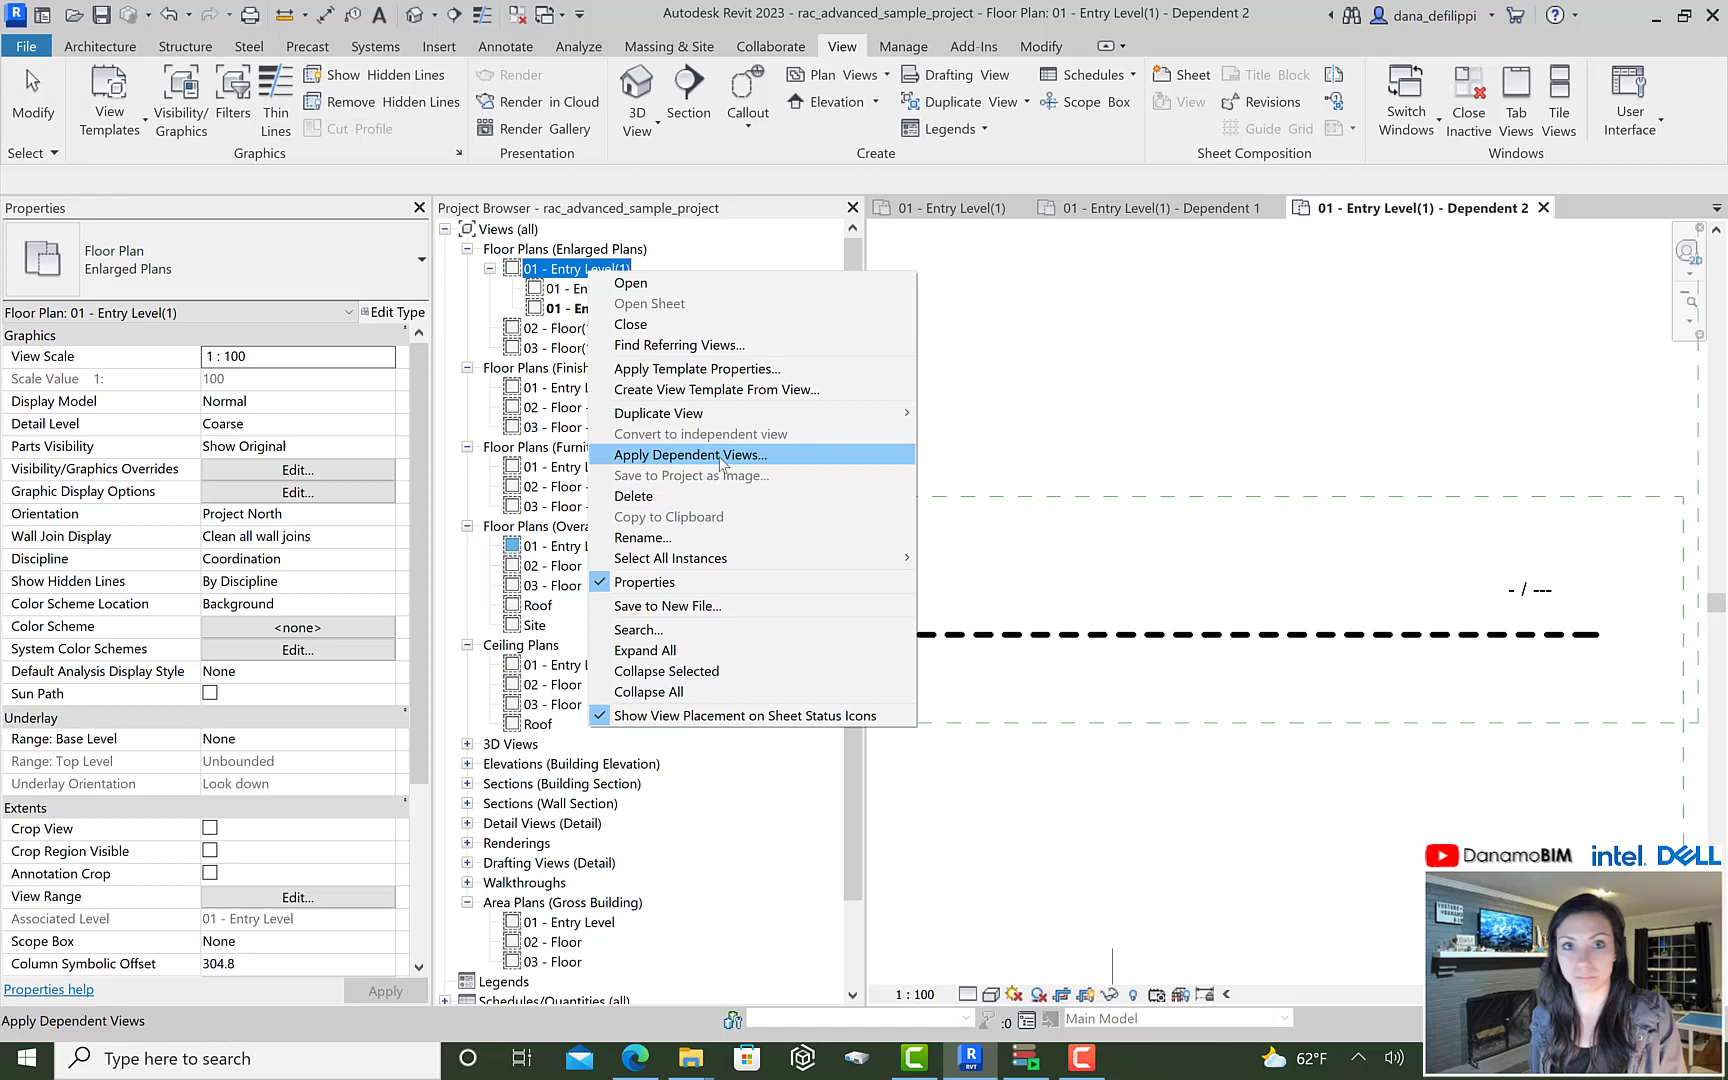 Autodesk Revit 2023 - rac_advanced_sample_project - Floor Plan: 01 - Entry Level(1) - Dependent 2
dana_defilippi
File Architecture Structure Steel Precast Systems Insert Annotate Analyze Massing & Site Collaborate View Manage Add-Ins Modify
Modify
View Templates
Visibility/ Graphics
Filters
Thin Lines
Show Hidden Lines
Remove Hidden Lines
Cut Profile
Render
Render in Cloud
Render Gallery
3D View
Section
Callout
Plan Views
Elevation
Drafting View
Duplicate View
Legends
Schedules
Scope Box
Sheet
View
Title Block
Revisions
Guide Grid
Switch Windows
Close Inactive
Tab Views
Tile Views
User Interface
Select Graphics Presentation Create Sheet Composition Windows
Properties
Floor Plan
Enlarged Plans
Floor Plan: 01 - Entry Level(1) Edit Type
Graphics
View Scale 1 : 100
Scale Value 1: 100
Display Model Normal
Detail Level Coarse
Parts Visibility Show Original
Visibility/Graphics Overrides Edit...
Graphic Display Options Edit...
Orientation Project North
Wall Join Display Clean all wall joins
Discipline Coordination
Show Hidden Lines By Discipline
Color Scheme Location Background
Color Scheme <none>
System Color Schemes Edit...
Default Analysis Display Style None
Sun Path
Underlay
Range: Base Level None
Range: Top Level Unbounded
Underlay Orientation Look down
Extents
Crop View
Crop Region Visible
Annotation Crop
View Range Edit...
Associated Level 01 - Entry Level
Scope Box None
Column Symbolic Offset 304.8
Properties help Apply
Project Browser - rac_advanced_sample_project
Views (all)
Floor Plans (Enlarged Plans)
01 - Entry Level(1)
01 - En
01 - En
02 - Floor(
03 - Floor(
Floor Plans (Finish
01 - Entry L
02 - Floor -
03 - Floor -
Floor Plans (Furni
01 - Entry L
02 - Floor -
03 - Floor -
Floor Plans (Overa
01 - Entry L
02 - Floor
03 - Floor
Roof
Site
Ceiling Plans
01 - Entry L
02 - Floor
03 - Floor
Roof
3D Views
Elevations (Building Elevation)
Sections (Building Section)
Sections (Wall Section)
Detail Views (Detail)
Renderings
Drafting Views (Detail)
Walkthroughs
Area Plans (Gross Building)
01 - Entry Level
02 - Floor
03 - Floor
Legends
Schedules/Quantities (all)
Open
Open Sheet
Close
Find Referring Views...
Apply Template Properties...
Create View Template From View...
Duplicate View
Convert to independent view
Apply Dependent Views...
Save to Project as Image...
Delete
Copy to Clipboard
Rename...
Select All Instances
Properties
Save to New File...
Search...
Expand All
Collapse Selected
Collapse All
Show View Placement on Sheet Status Icons
01 - Entry Level(1) 01 - Entry Level(1) - Dependent 1 01 - Entry Level(1) - Dependent 2
2D
- / ---
DanamoBIM intel. DELL
1 : 100
Apply Dependent Views
:0
Main Model
Type here to search
62°F